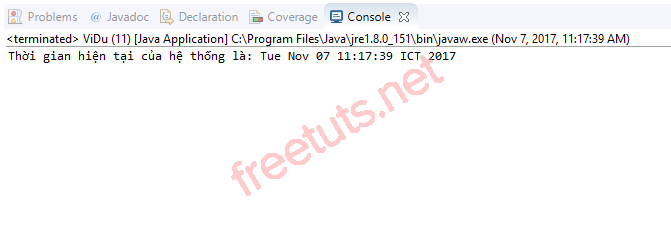 Problems @ Javadoc Declaration Coverage Console
<terminated> ViDu (11) [Java Application] C:\Program Files\Java\jre1.8.0_151\bin\javaw.exe (Nov 7, 2017, 11:17:39 AM)
Thời gian hiện tại của hệ thống là: Tue Nov 07 11:17:39 ICT 2017
freetuts.net